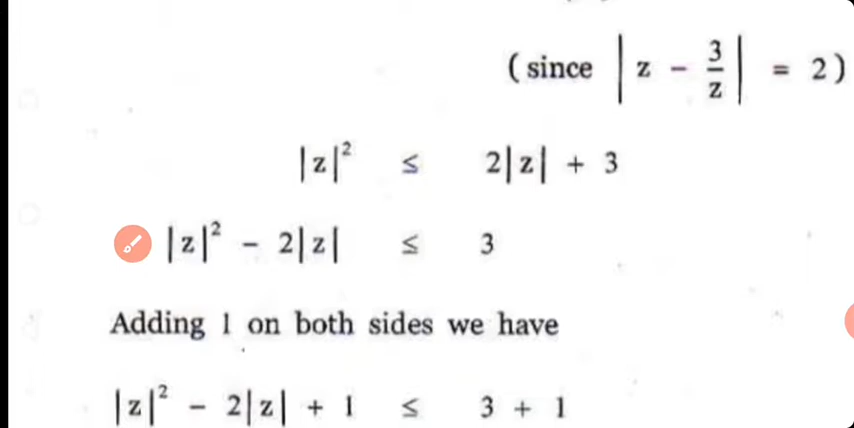 ( since | z - 3/z | = 2 )
|z|² ≤ 2|z| + 3
|z|² - 2|z| ≤ 3
Adding 1 on both sides we have
|z|² - 2|z| + 1 ≤ 3 + 1